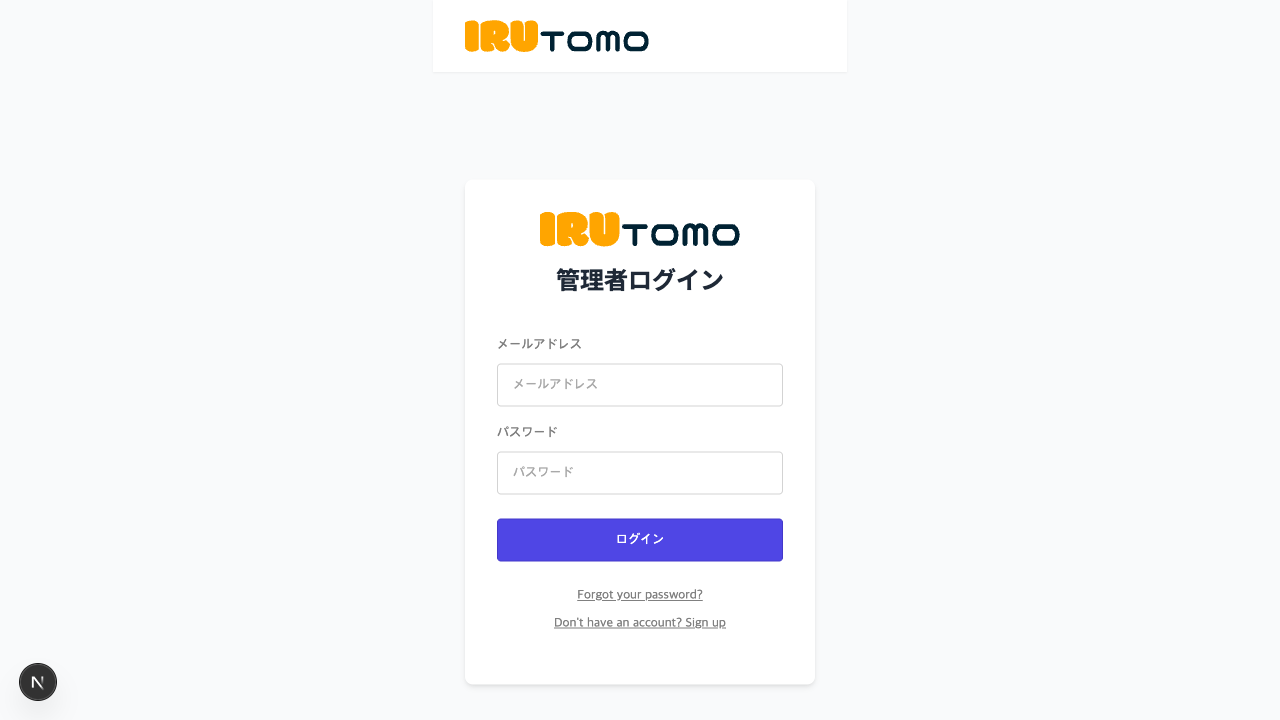 IRUTOMO
IRUTOMO
管理者ログイン
メールアドレス
メールアドレス
パスワード
パスワード
ログイン
Forgot your password?
Don't have an account? Sign up
N